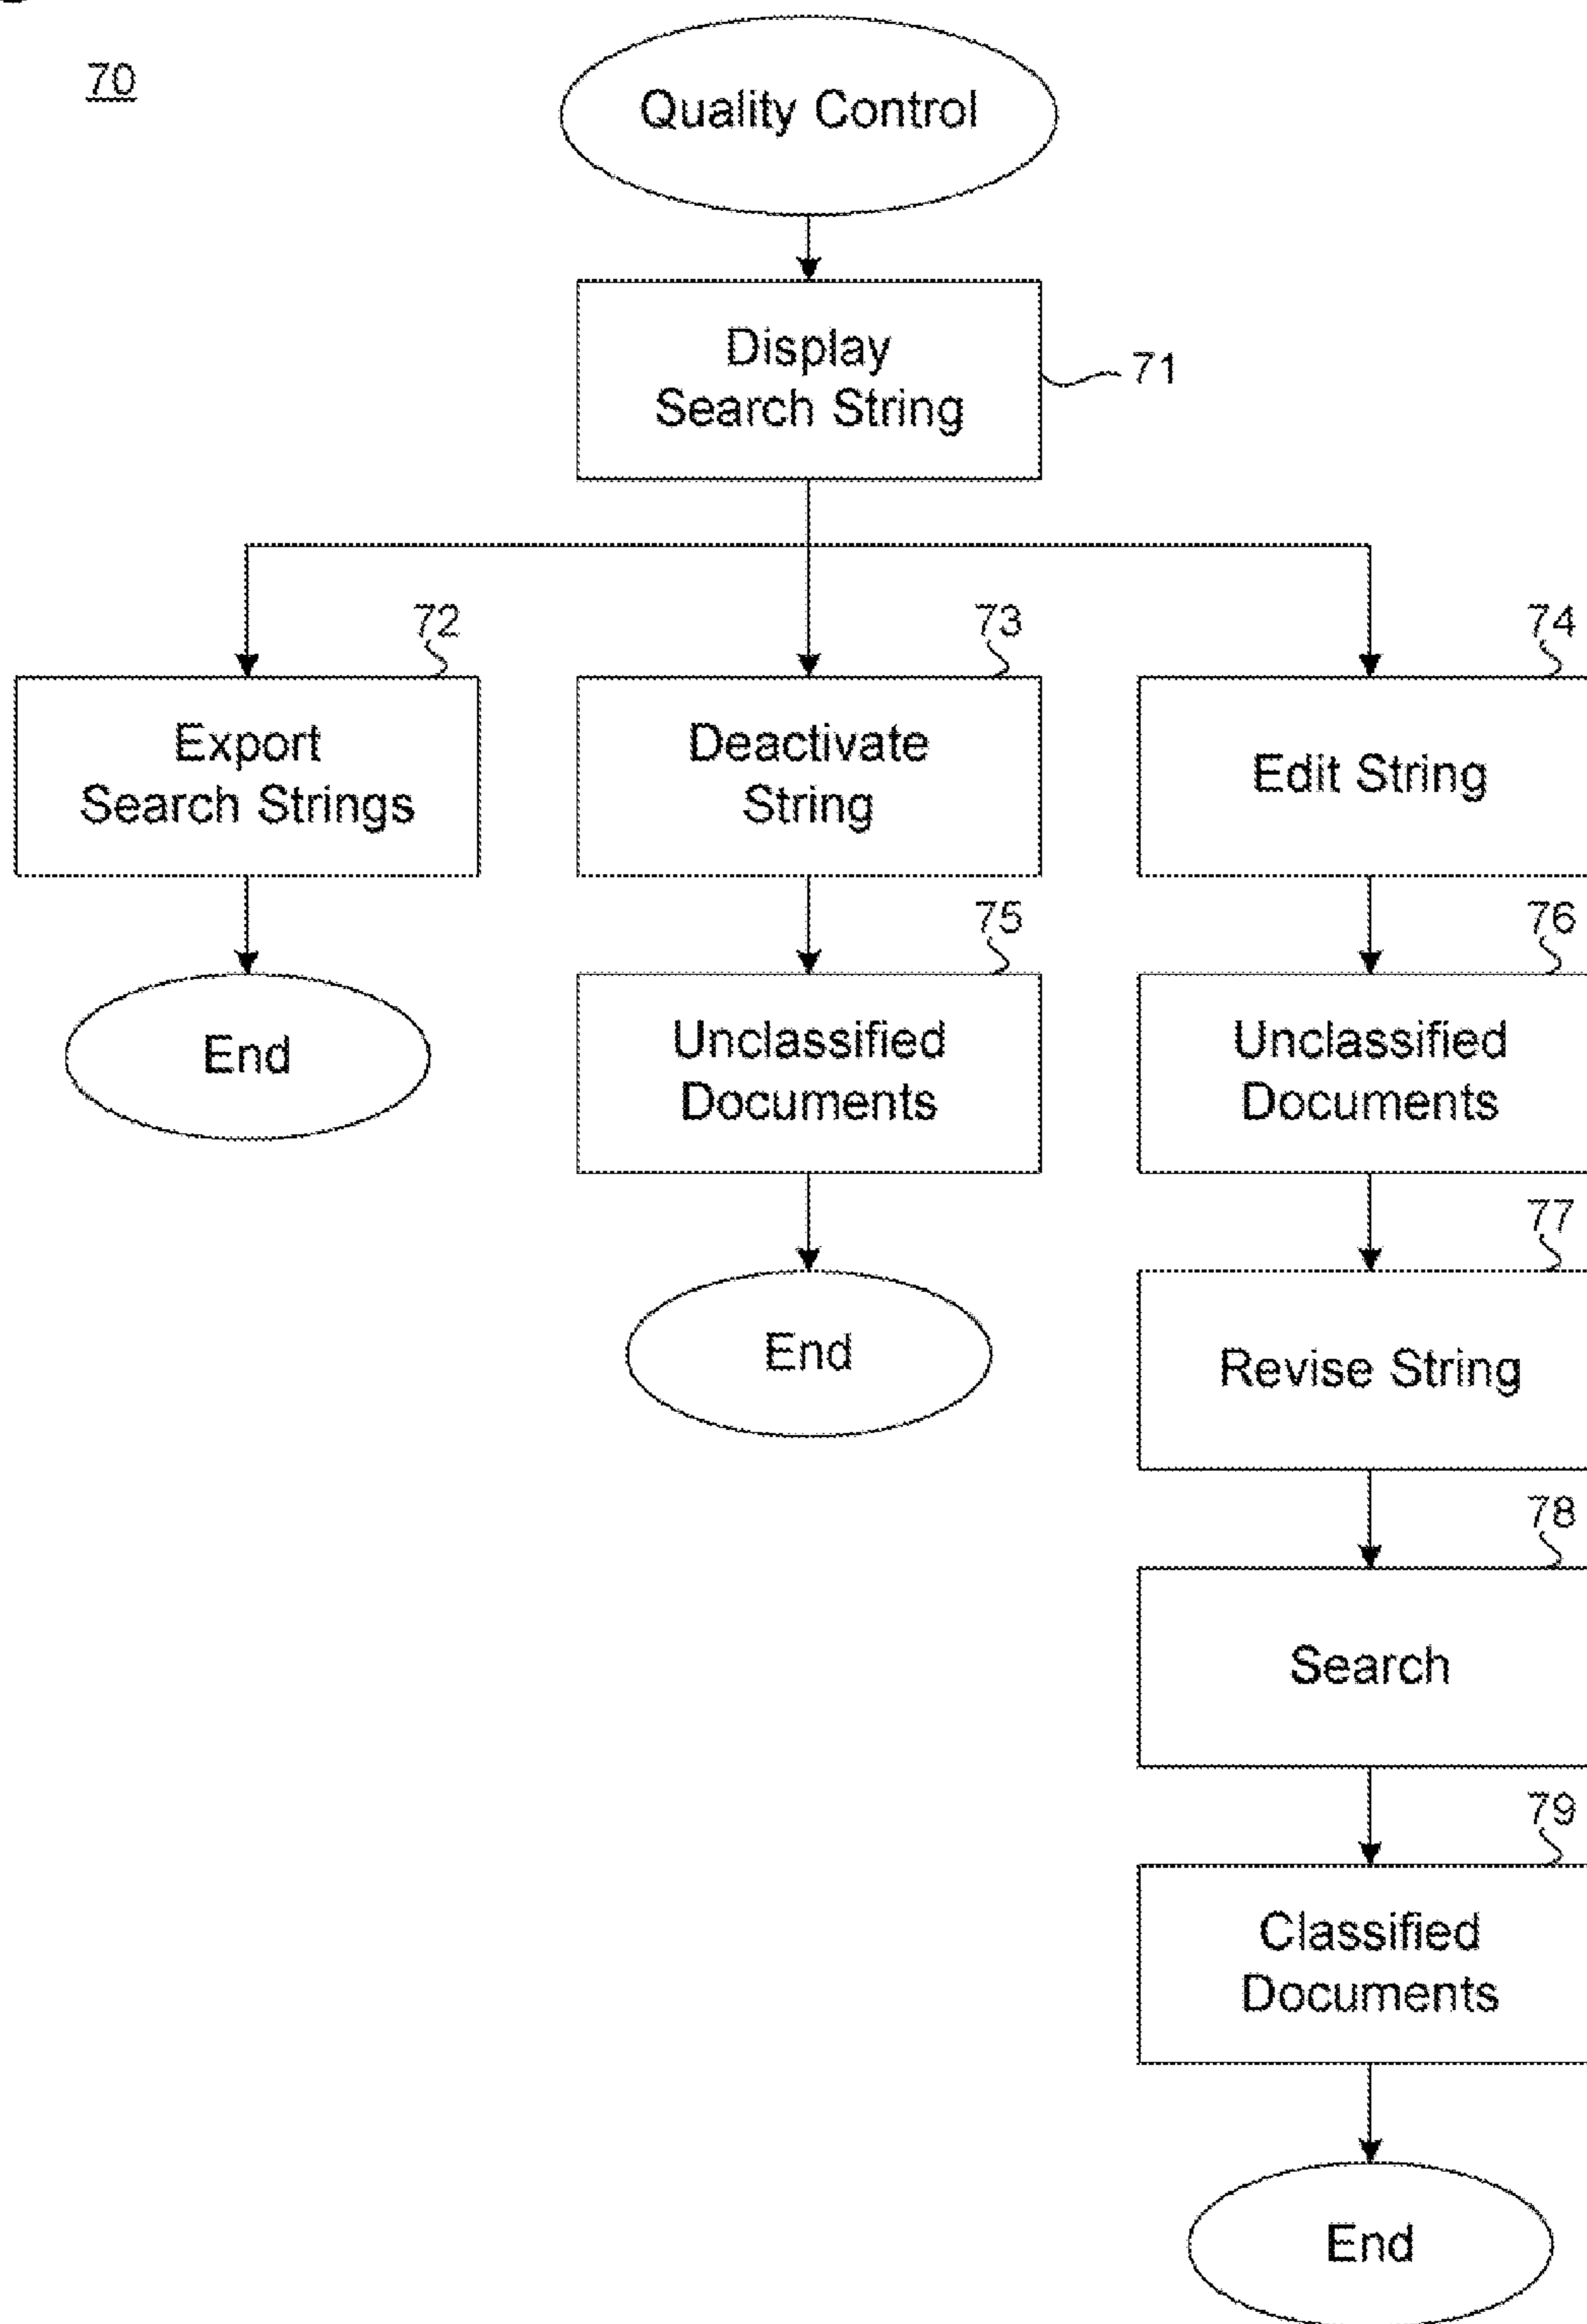 70
Quality Control
Display
Search String
71
72
73
74
Export
Search Strings
Deactivate
String
Edit String
75
76
End
Unclassified
Documents
Unclassified
Documents
77
End
Revise String
78
Search
79
Classified
Documents
End